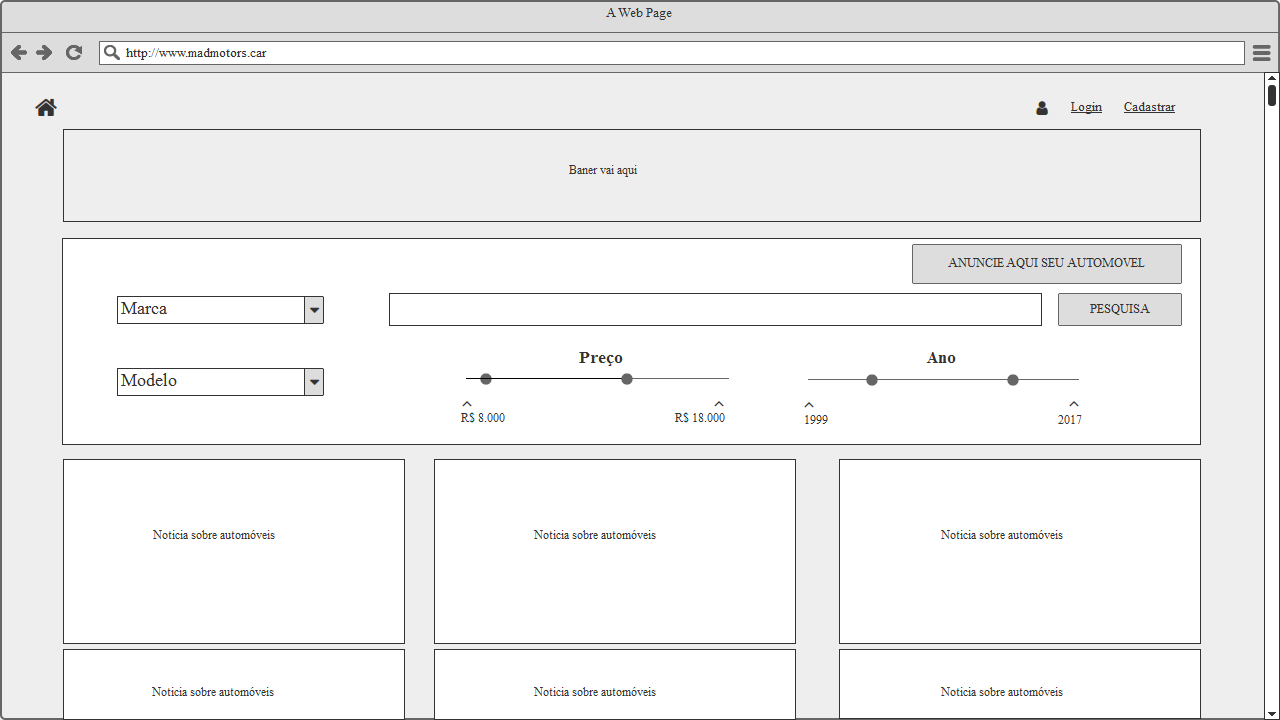 A Web Page
http://www.madmotors.car
Login Cadastrar
Baner vai aqui
ANUNCIE AQUI SEU AUTOMOVEL
Marca
PESQUISA
Preço Ano
Modelo
R$ 8.000 R$ 18.000 1999 2017
Noticia sobre automóveis Noticia sobre automóveis Noticia sobre automóveis
Noticia sobre automóveis Noticia sobre automóveis Noticia sobre automóveis